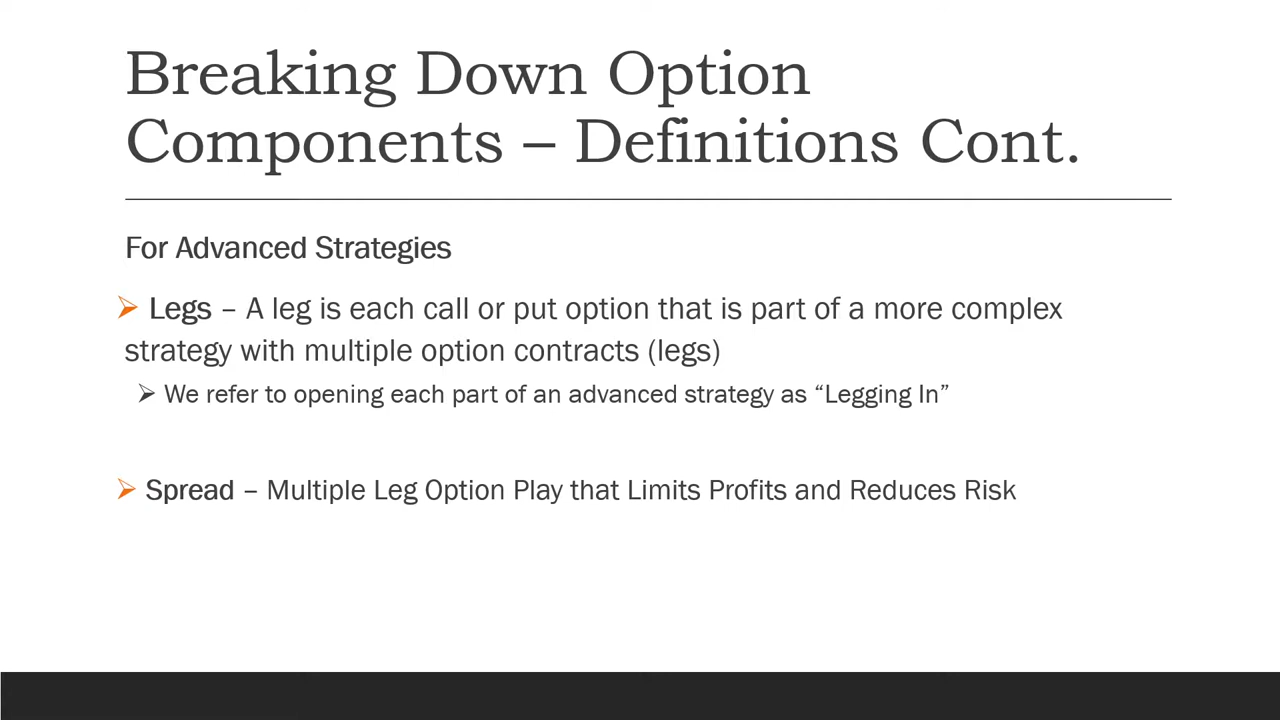 Breaking Down Option
Components – Definitions Cont.
For Advanced Strategies
Legs – A leg is each call or put option that is part of a more complex
strategy with multiple option contracts (legs)
We refer to opening each part of an advanced strategy as “Legging In”
Spread – Multiple Leg Option Play that Limits Profits and Reduces Risk